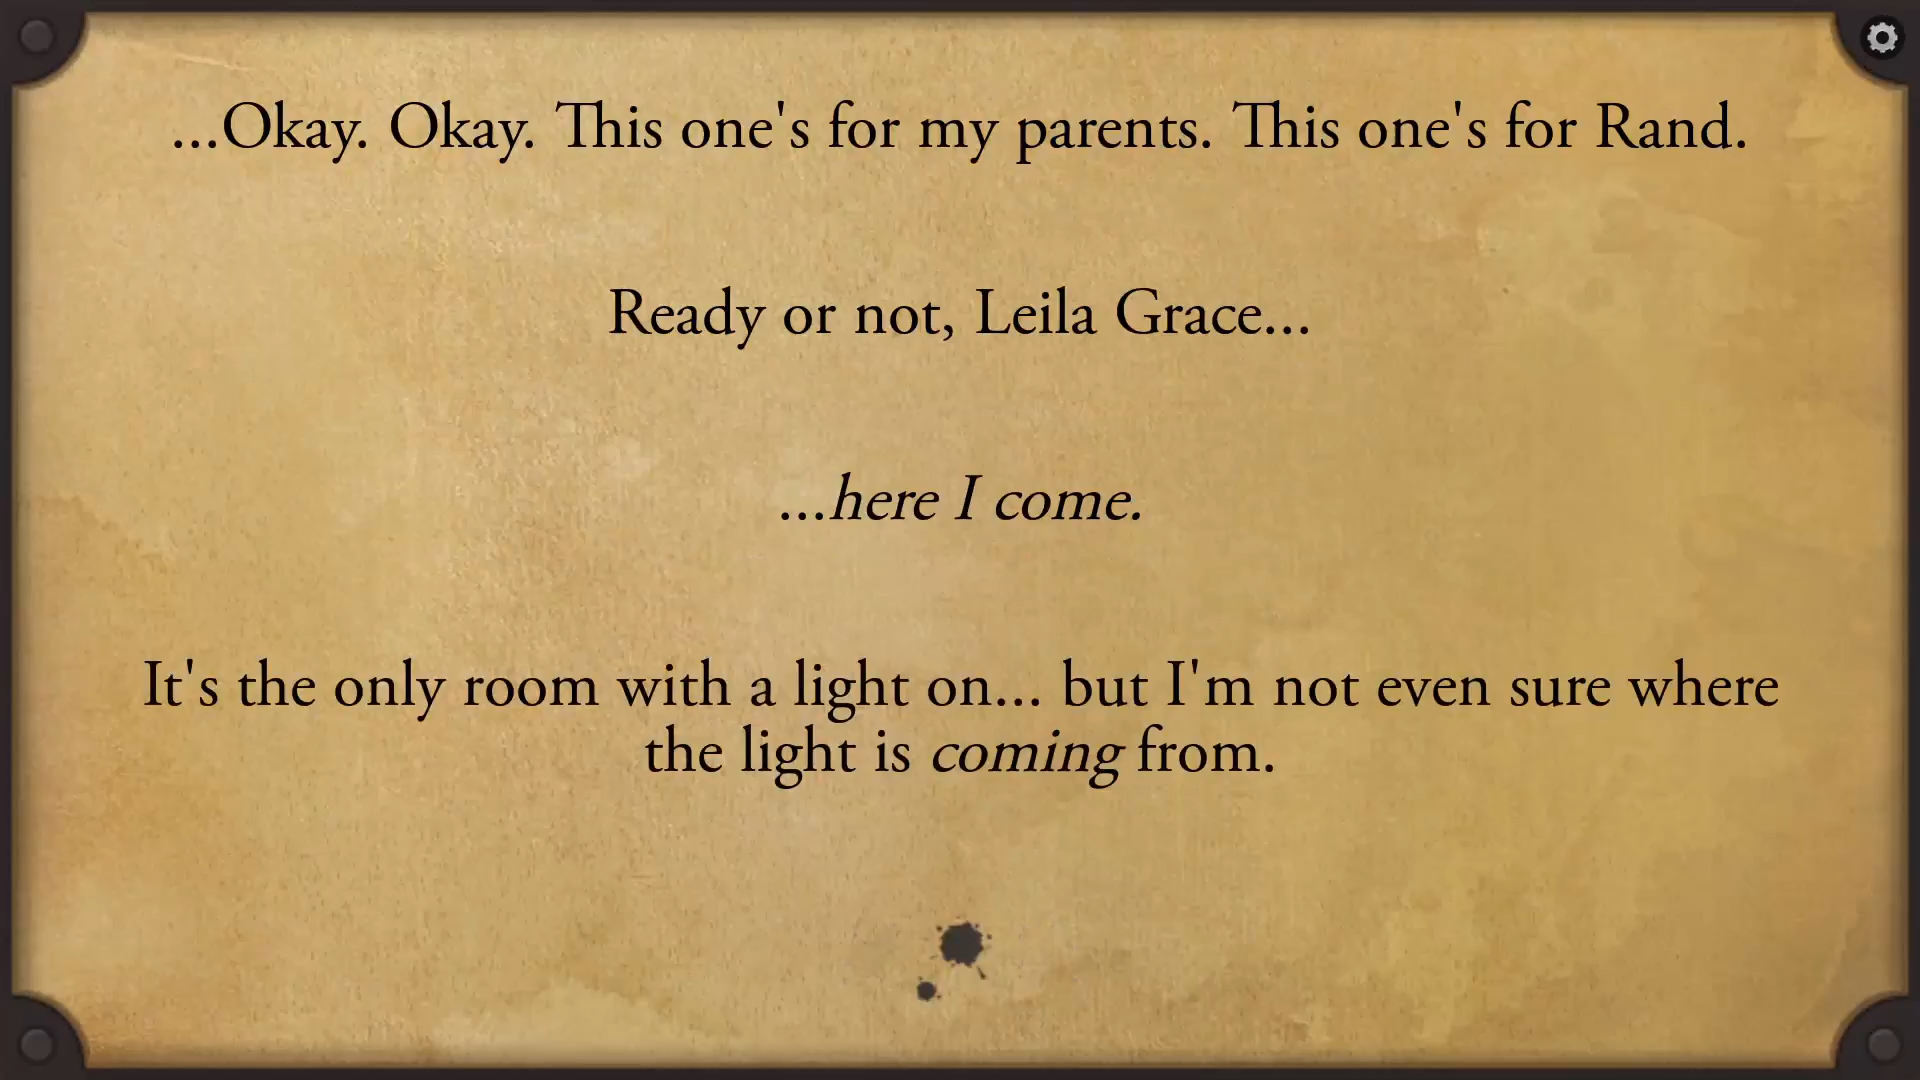 ...Okay. Okay. This one's for my parents. This one's for Rand.
Ready or not, Leila Grace...
...here I come.
It's the only room with a light on... but I'm not even sure where
the light is coming from.